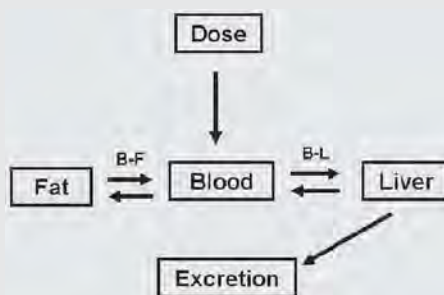 Dose
B-F
B-L
Fat
Blood
Liver
Excretion